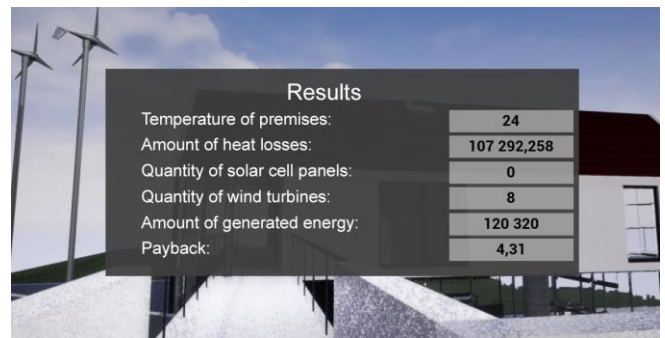 Results
Temperature of premises: 24
Amount of heat losses: 107 292,258
Quantity of solar cell panels: 0
Quantity of wind turbines: 8
Amount of generated energy: 120 320
Payback: 4,31